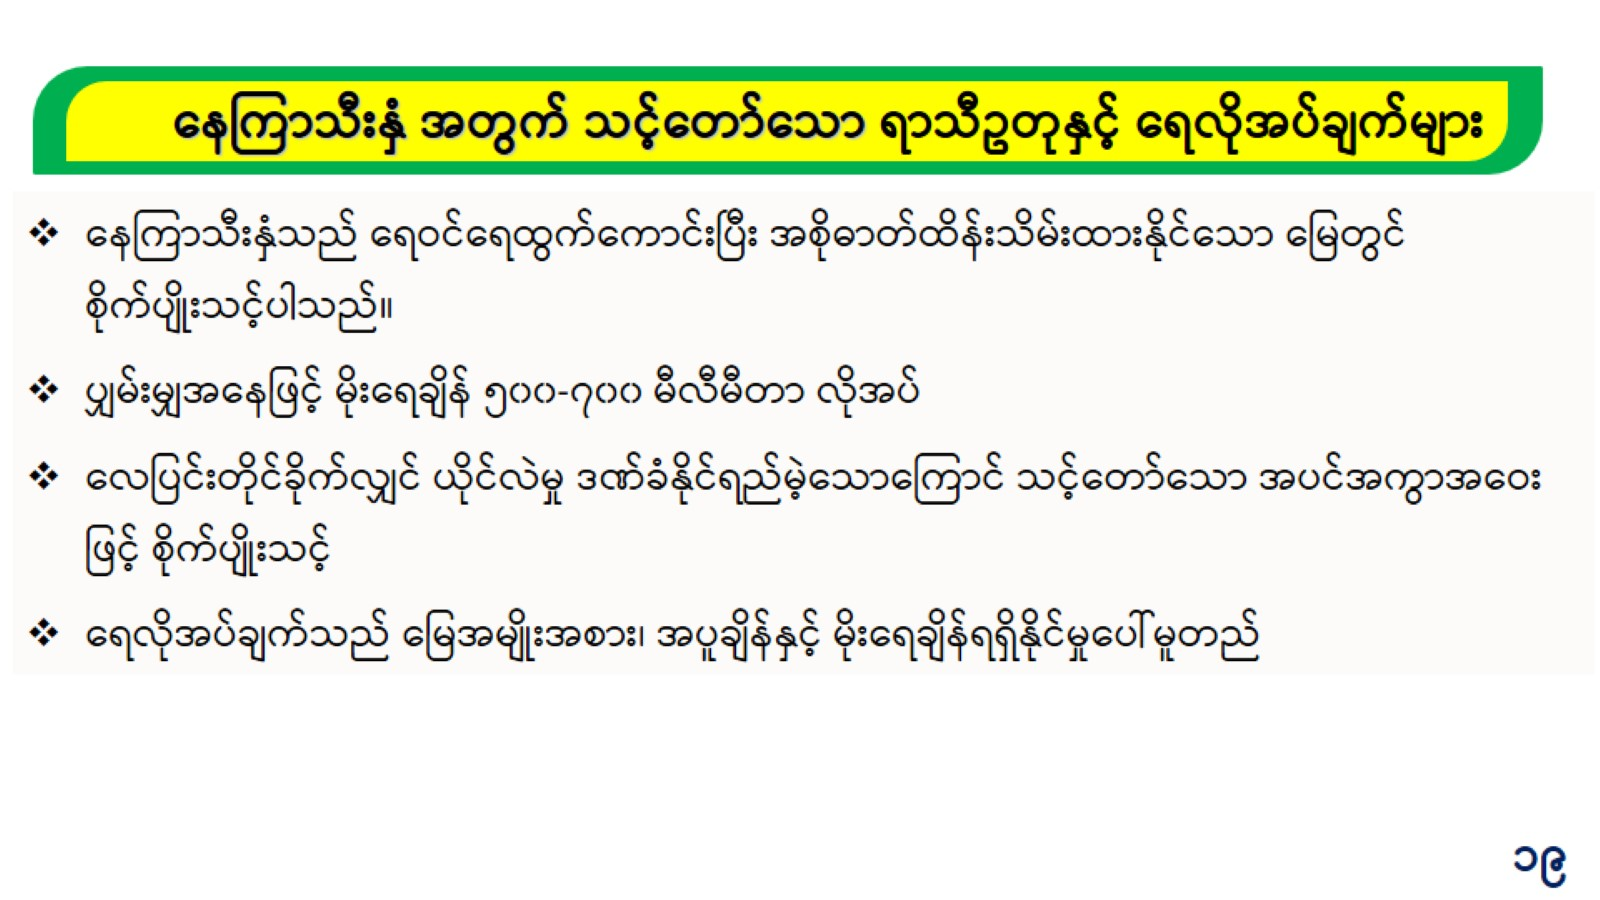 နေကြာသီးနှံ အတွက် သင့်တော်သော ရာသီဥတုနှင့် ရေလိုအပ်ချက်များ
❖ နေကြာသီးနှံသည် ရေဝင်ရေထွက်ကောင်းပြီး အစိုဓာတ်ထိန်းသိမ်းထားနိုင်သော မြေတွင်
စိုက်ပျိုးသင့်ပါသည်။
❖ ပျှမ်းမျှအနေဖြင့် မိုးရေချိန် ၅၀၀-၇၀၀ မီလီမီတာ လိုအပ်
❖ လေပြင်းတိုင်ခိုက်လျှင် ယိုင်လဲမှု ဒဏ်ခံနိုင်ရည်မဲ့သောကြောင် သင့်တော်သော အပင်အကွာအဝေး
ဖြင့် စိုက်ပျိုးသင့်
❖ ရေလိုအပ်ချက်သည် မြေအမျိုးအစား၊ အပူချိန်နှင့် မိုးရေချိန်ရရှိနိုင်မှုပေါ် မူတည်
၁၉